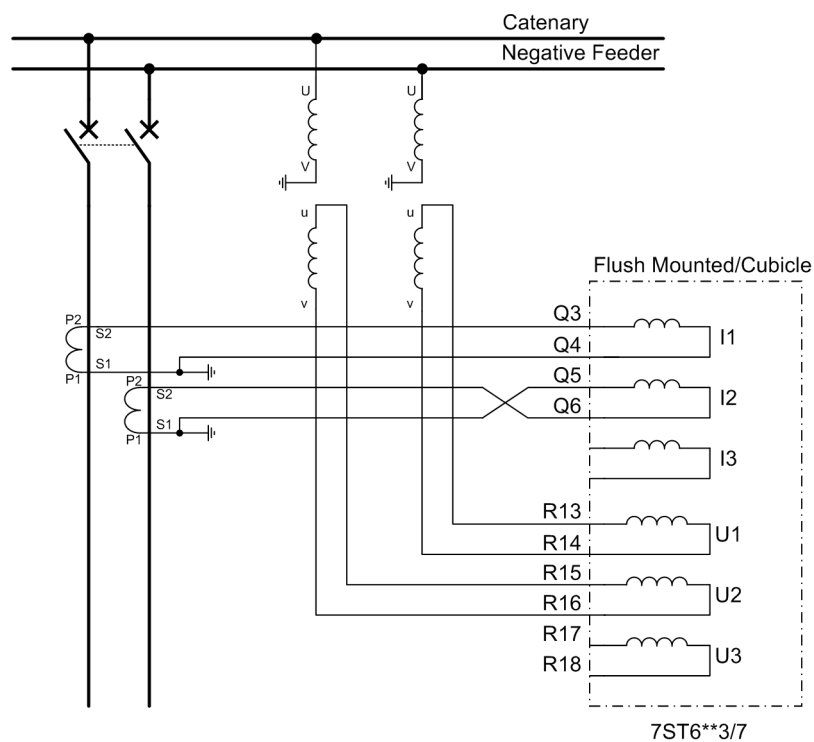 Catenary
Negative Feeder
U
U
V
V
u
u
v
v
Flush Mounted/Cubicle
P2
S2
S1
P1
P2
S2
S1
P1
Q3
Q4
I1
Q5
Q6
I2
I3
R13
R14
U1
R15
R16
U2
R17
R18
U3
7ST6**3/7